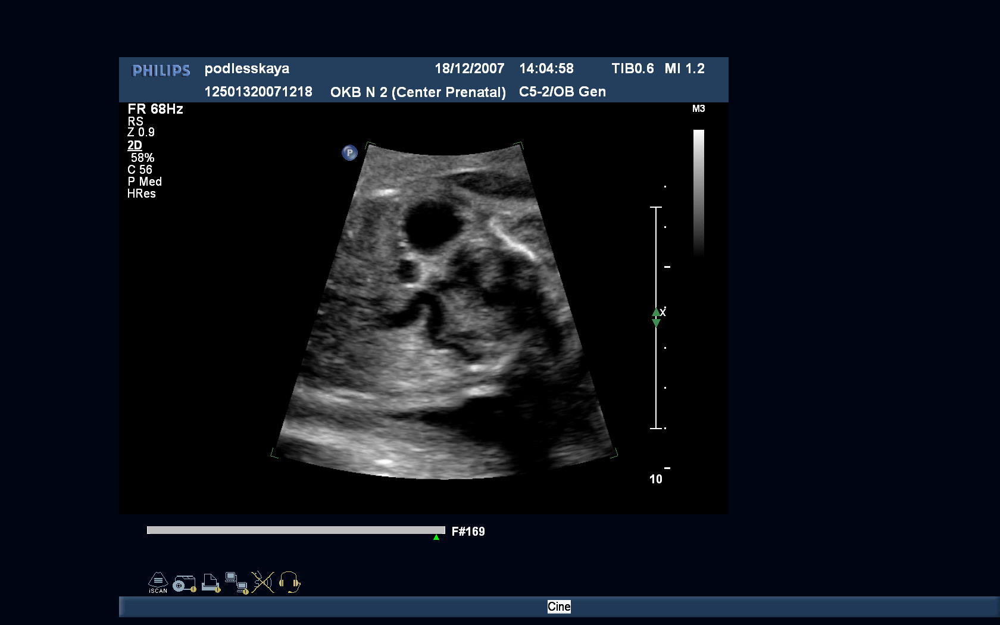 PHILIPS podlesskaya 18/12/2007 14:04:58 TIB0.6 MI 1.2
12501320071218 OKB N 2 (Center Prenatal) C5-2/OB Gen
FR 68Hz
M3
RS
Z 0.9
2D
58%
C 56
P Med
HRes
P
X
10
F#169
iSCAN
Cine